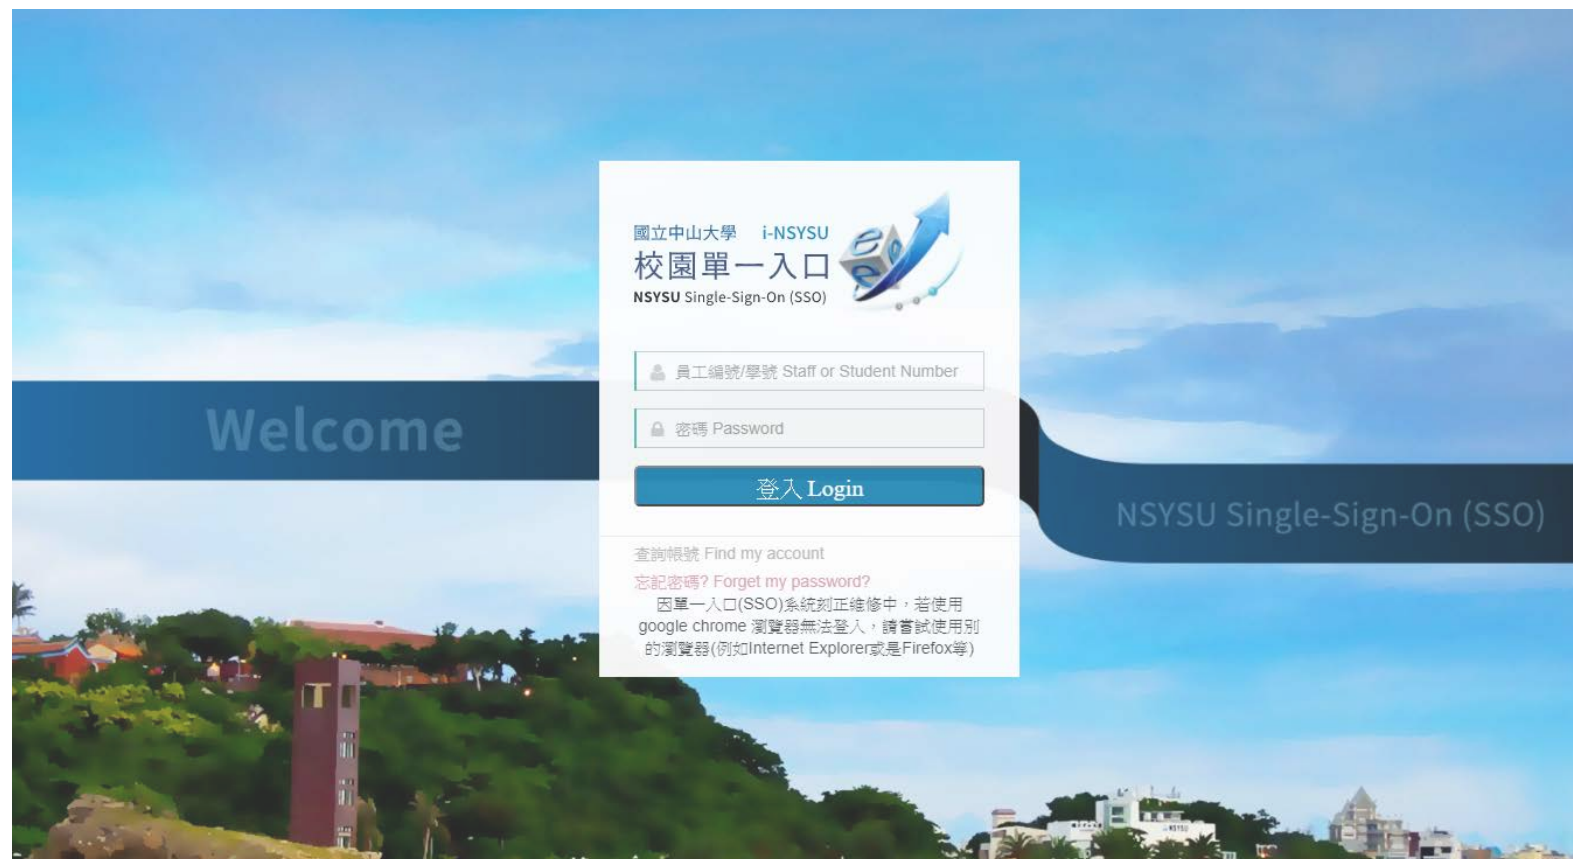 國立中山大學 i-NSYSU
校園單一入口
NSYSU Single-Sign-On (SSO)
員工編號/學號 Staff or Student Number
密碼 Password
登入 Login
Welcome
NSYSU Single-Sign-On (SSO)
查詢帳號 Find my account
忘記密碼? Forget my password?
因單一入口(SSO)系統刻正維修中，若使用
google chrome 瀏覽器無法登入，請嘗試使用別
的瀏覽器(例如Internet Explorer或是Firefox等)